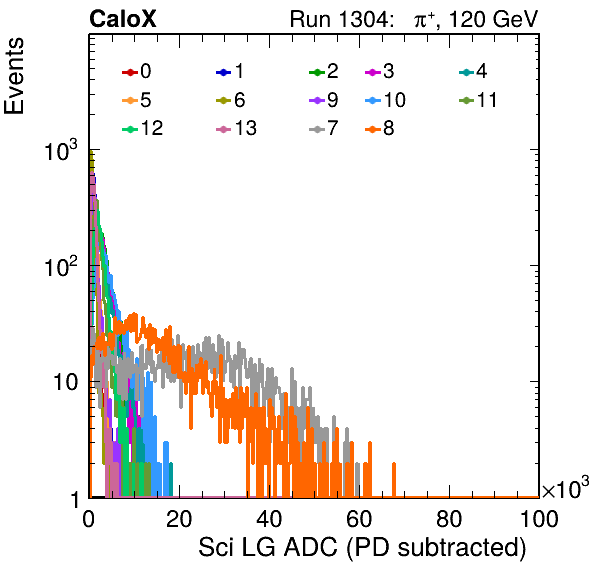 CaloX Run 1304: π⁺, 120 GeV
Events
0 1 2 3 4
5 6 9 10 11
12 13 7 8
10³
10²
10
1
0 20 40 60 80 100
×10³
Sci LG ADC (PD subtracted)